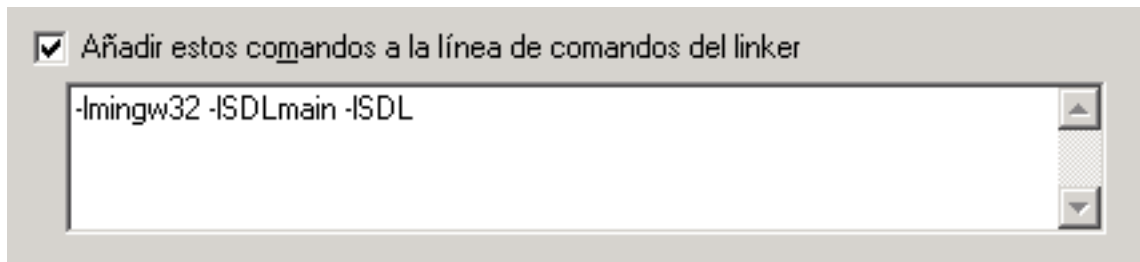 Añadir estos comandos a la línea de comandos del linker
-lmingw32 -lSDLmain -lSDL